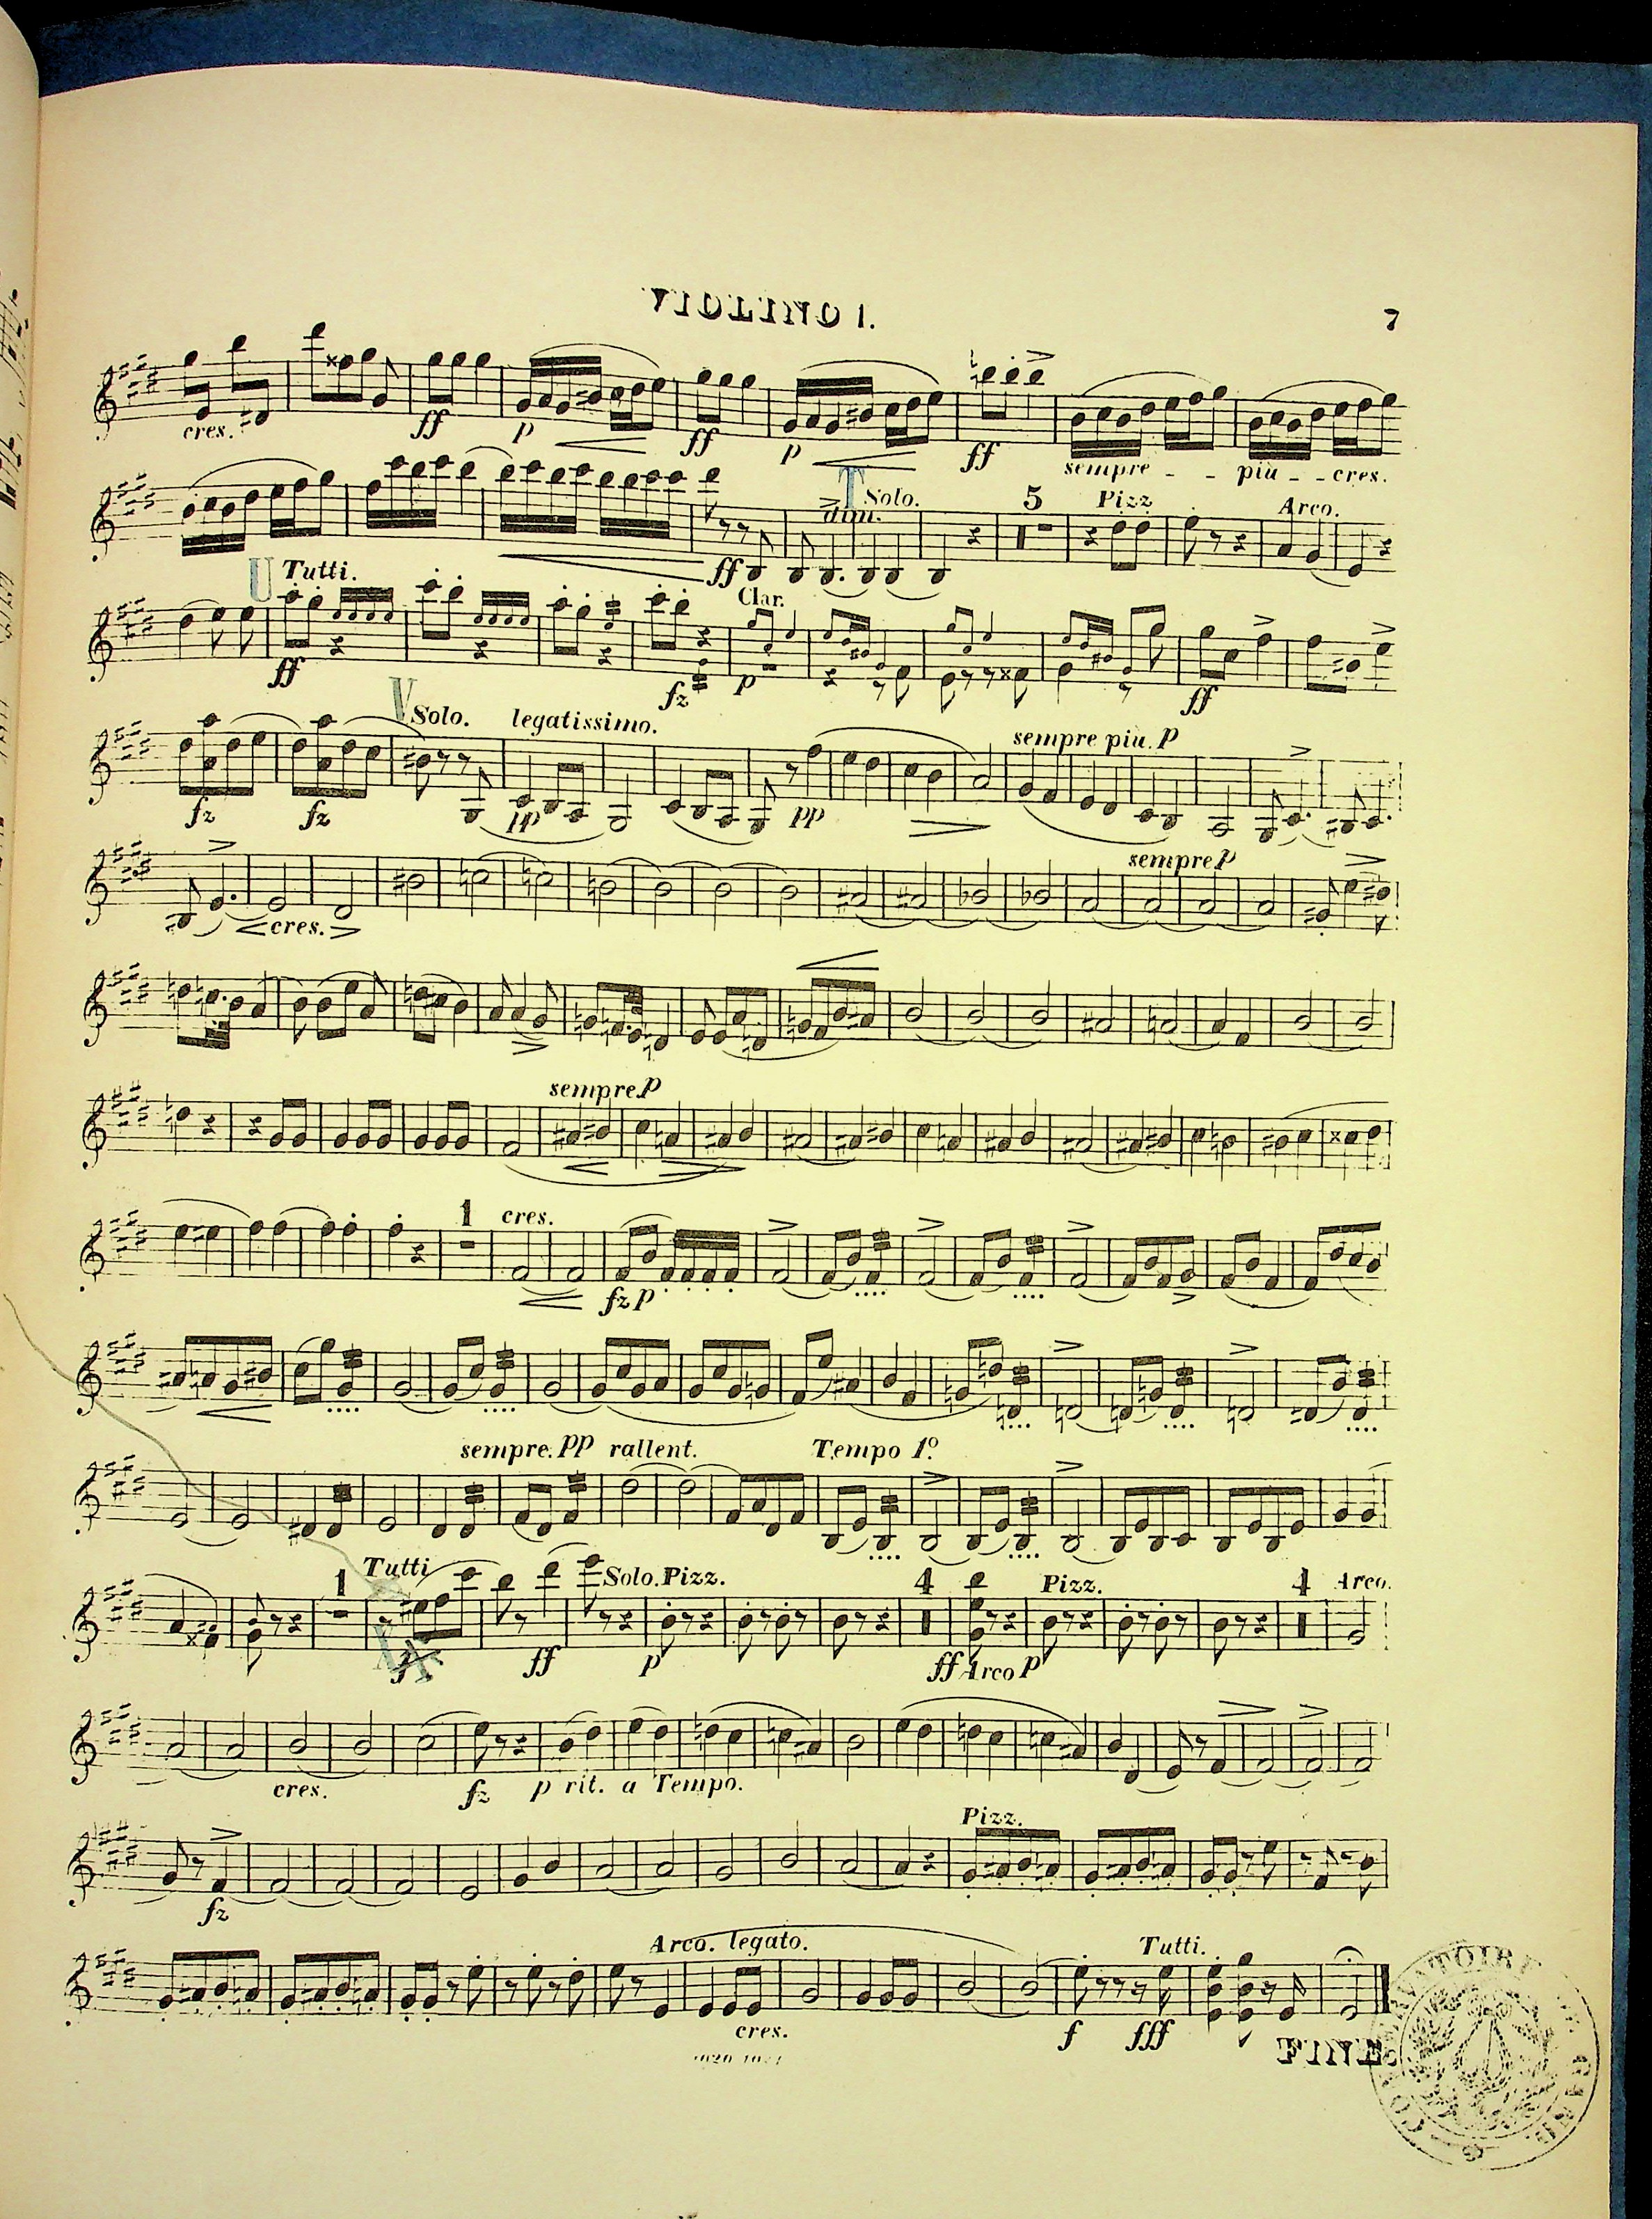 VIOLINO 1.
7
cres. ff p ff p ff sempre - - più - - cres.
T Solo. 5 Pizz Arco.
dim.
ff
U Tutti. Clar.
ff fz p ff
V Solo. legatissimo. sempre più. p
fz fz pp pp
sempre p
cres.
sempre. p
1 cres.
fz p
sempre. pp rallent. Tempo 1º.
1 Tutti Solo. Pizz. 4 Pizz. 4 Arco.
ff p ff Arco p
cres. fz p rit. a Tempo.
Pizz.
fz
Arco. legato. Tutti.
cres. f fff
FINE
CONSERVATOIRE